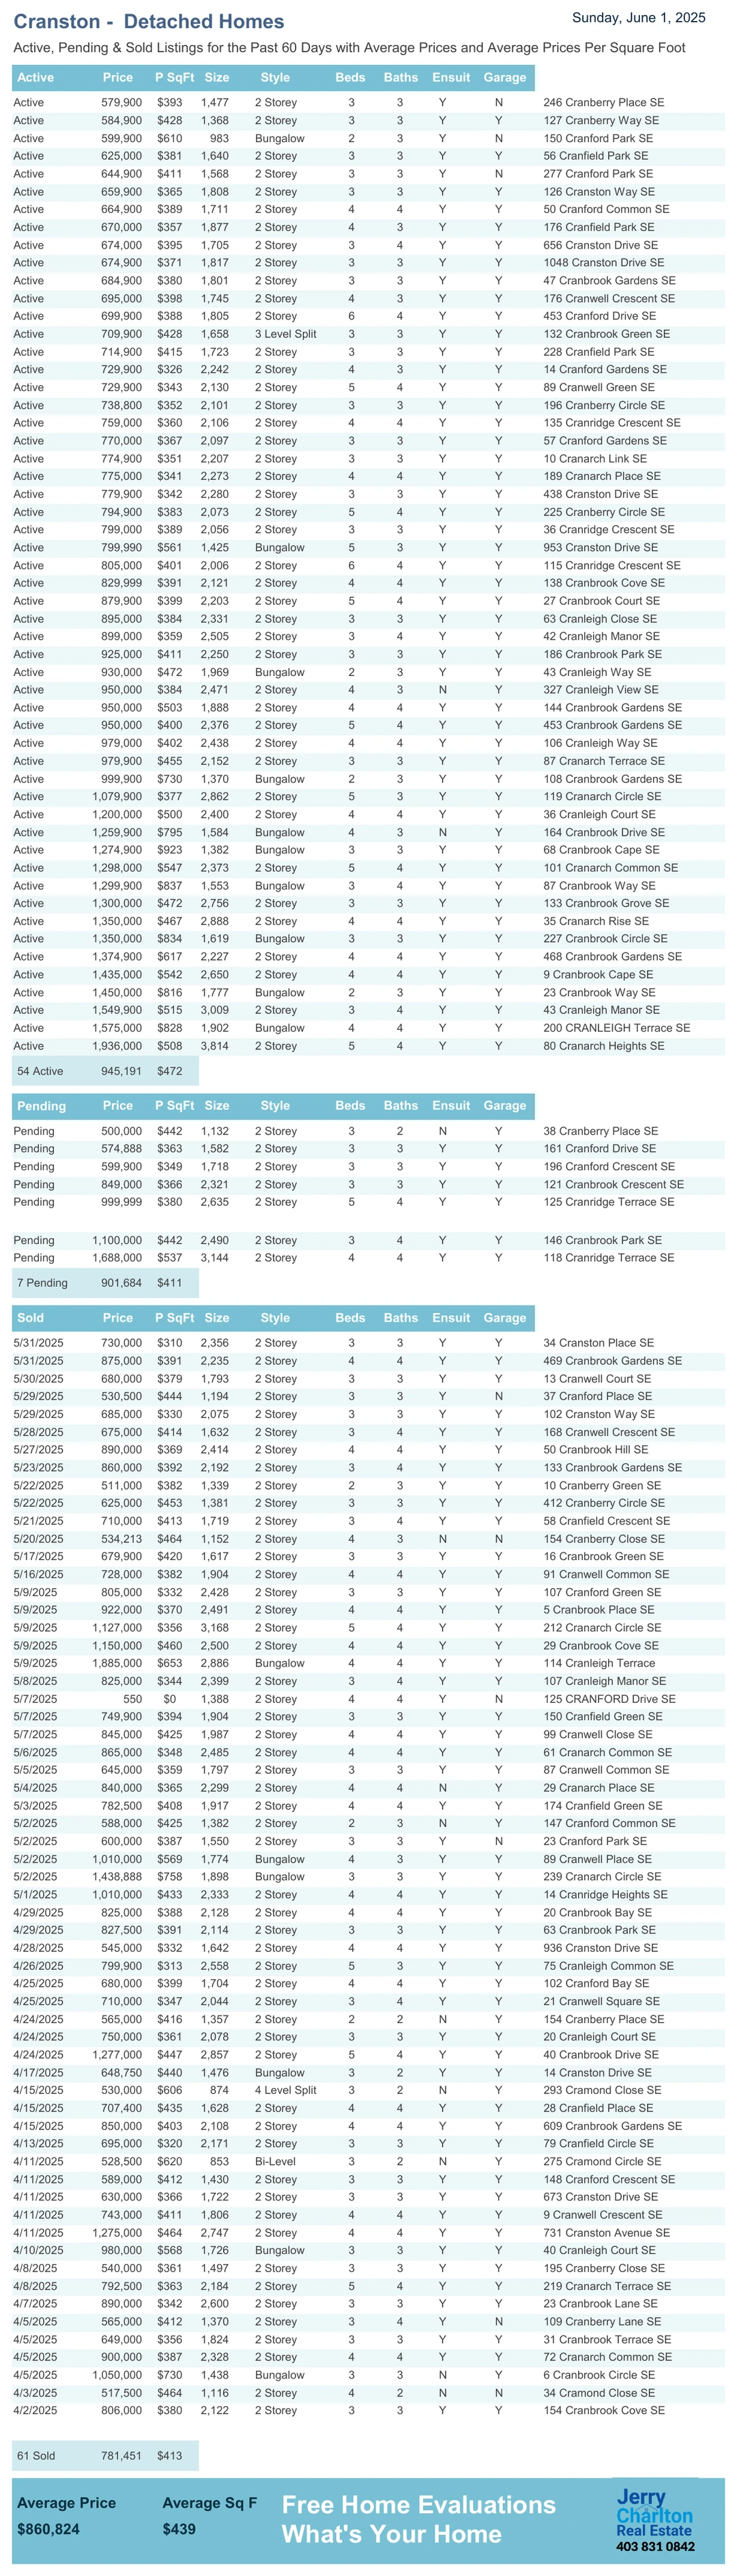 Cranston - Detached Homes
Sunday, June 1, 2025
Active, Pending & Sold Listings for the Past 60 Days with Average Prices and Average Prices Per Square Foot
Active Price P SqFt Size Style Beds Baths Ensuit Garage
Active 579,900 $393 1,477 2 Storey 3 3 Y N 246 Cranberry Place SE
Active 584,900 $428 1,368 2 Storey 3 3 Y Y 127 Cranberry Way SE
Active 599,900 $610 983 Bungalow 2 3 Y N 150 Cranford Park SE
Active 625,000 $381 1,640 2 Storey 3 3 Y Y 56 Cranfield Park SE
Active 644,900 $411 1,568 2 Storey 3 3 Y N 277 Cranford Park SE
Active 659,900 $365 1,808 2 Storey 3 3 Y Y 126 Cranston Way SE
Active 664,900 $389 1,711 2 Storey 4 4 Y Y 50 Cranford Common SE
Active 670,000 $357 1,877 2 Storey 4 3 Y Y 176 Cranfield Park SE
Active 674,000 $395 1,705 2 Storey 3 4 Y Y 656 Cranston Drive SE
Active 674,900 $371 1,817 2 Storey 3 3 Y Y 1048 Cranston Drive SE
Active 684,900 $380 1,801 2 Storey 3 3 Y Y 47 Cranbrook Gardens SE
Active 695,000 $398 1,745 2 Storey 4 3 Y Y 176 Cranwell Crescent SE
Active 699,900 $388 1,805 2 Storey 6 4 Y Y 453 Cranford Drive SE
Active 709,900 $428 1,658 3 Level Split 3 3 Y Y 132 Cranbrook Green SE
Active 714,900 $415 1,723 2 Storey 3 3 Y Y 228 Cranfield Park SE
Active 729,900 $326 2,242 2 Storey 4 3 Y Y 14 Cranford Gardens SE
Active 729,900 $343 2,130 2 Storey 5 4 Y Y 89 Cranwell Green SE
Active 738,800 $352 2,101 2 Storey 3 3 Y Y 196 Cranberry Circle SE
Active 759,000 $360 2,106 2 Storey 4 4 Y Y 135 Cranridge Crescent SE
Active 770,000 $367 2,097 2 Storey 3 3 Y Y 57 Cranford Gardens SE
Active 774,900 $351 2,207 2 Storey 3 3 Y Y 10 Cranarch Link SE
Active 775,000 $341 2,273 2 Storey 4 4 Y Y 189 Cranarch Place SE
Active 779,900 $342 2,280 2 Storey 3 3 Y Y 438 Cranston Drive SE
Active 794,900 $383 2,073 2 Storey 5 4 Y Y 225 Cranberry Circle SE
Active 799,000 $389 2,056 2 Storey 3 3 Y Y 36 Cranridge Crescent SE
Active 799,990 $561 1,425 Bungalow 5 3 Y Y 953 Cranston Drive SE
Active 805,000 $401 2,006 2 Storey 6 4 Y Y 115 Cranridge Crescent SE
Active 829,999 $391 2,121 2 Storey 4 4 Y Y 138 Cranbrook Cove SE
Active 879,900 $399 2,203 2 Storey 5 4 Y Y 27 Cranbrook Court SE
Active 895,000 $384 2,331 2 Storey 3 3 Y Y 63 Cranleigh Close SE
Active 899,000 $359 2,505 2 Storey 3 4 Y Y 42 Cranleigh Manor SE
Active 925,000 $411 2,250 2 Storey 3 3 Y Y 186 Cranbrook Park SE
Active 930,000 $472 1,969 Bungalow 2 3 Y Y 43 Cranleigh Way SE
Active 950,000 $384 2,471 2 Storey 4 3 N Y 327 Cranleigh View SE
Active 950,000 $503 1,888 2 Storey 4 4 Y Y 144 Cranbrook Gardens SE
Active 950,000 $400 2,376 2 Storey 5 4 Y Y 453 Cranbrook Gardens SE
Active 979,000 $402 2,438 2 Storey 4 4 Y Y 106 Cranleigh Way SE
Active 979,900 $455 2,152 2 Storey 3 3 Y Y 87 Cranarch Terrace SE
Active 999,900 $730 1,370 Bungalow 2 3 Y Y 108 Cranbrook Gardens SE
Active 1,079,900 $377 2,862 2 Storey 5 3 Y Y 119 Cranarch Circle SE
Active 1,200,000 $500 2,400 2 Storey 4 4 Y Y 36 Cranleigh Court SE
Active 1,259,900 $795 1,584 Bungalow 4 3 N Y 164 Cranbrook Drive SE
Active 1,274,900 $923 1,382 Bungalow 3 3 Y Y 68 Cranbrook Cape SE
Active 1,298,000 $547 2,373 2 Storey 5 4 Y Y 101 Cranarch Common SE
Active 1,299,900 $837 1,553 Bungalow 3 4 Y Y 87 Cranbrook Way SE
Active 1,300,000 $472 2,756 2 Storey 3 3 Y Y 133 Cranbrook Grove SE
Active 1,350,000 $467 2,888 2 Storey 4 4 Y Y 35 Cranarch Rise SE
Active 1,350,000 $834 1,619 Bungalow 3 3 Y Y 227 Cranbrook Circle SE
Active 1,374,900 $617 2,227 2 Storey 4 4 Y Y 468 Cranbrook Gardens SE
Active 1,435,000 $542 2,650 2 Storey 4 4 Y Y 9 Cranbrook Cape SE
Active 1,450,000 $816 1,777 Bungalow 2 3 Y Y 23 Cranbrook Way SE
Active 1,549,900 $515 3,009 2 Storey 3 4 Y Y 43 Cranleigh Manor SE
Active 1,575,000 $828 1,902 Bungalow 4 4 Y Y 200 CRANLEIGH Terrace SE
Active 1,936,000 $508 3,814 2 Storey 5 4 Y Y 80 Cranarch Heights SE
54 Active 945,191 $472
Pending Price P SqFt Size Style Beds Baths Ensuit Garage
Pending 500,000 $442 1,132 2 Storey 3 2 N Y 38 Cranberry Place SE
Pending 574,888 $363 1,582 2 Storey 3 3 Y Y 161 Cranford Drive SE
Pending 599,900 $349 1,718 2 Storey 3 3 Y Y 196 Cranford Crescent SE
Pending 849,000 $366 2,321 2 Storey 3 3 Y Y 121 Cranbrook Crescent SE
Pending 999,999 $380 2,635 2 Storey 5 4 Y Y 125 Cranridge Terrace SE
Pending 1,100,000 $442 2,490 2 Storey 3 4 Y Y 146 Cranbrook Park SE
Pending 1,688,000 $537 3,144 2 Storey 4 4 Y Y 118 Cranridge Terrace SE
7 Pending 901,684 $411
Sold Price P SqFt Size Style Beds Baths Ensuit Garage
5/31/2025 730,000 $310 2,356 2 Storey 3 3 Y Y 34 Cranston Place SE
5/31/2025 875,000 $391 2,235 2 Storey 4 4 Y Y 469 Cranbrook Gardens SE
5/30/2025 680,000 $379 1,793 2 Storey 3 3 Y Y 13 Cranwell Court SE
5/29/2025 530,500 $444 1,194 2 Storey 3 3 Y N 37 Cranford Place SE
5/29/2025 685,000 $330 2,075 2 Storey 3 3 Y Y 102 Cranston Way SE
5/28/2025 675,000 $414 1,632 2 Storey 3 4 Y Y 168 Cranwell Crescent SE
5/27/2025 890,000 $369 2,414 2 Storey 4 4 Y Y 50 Cranbrook Hill SE
5/23/2025 860,000 $392 2,192 2 Storey 3 4 Y Y 133 Cranbrook Gardens SE
5/22/2025 511,000 $382 1,339 2 Storey 2 3 Y Y 10 Cranberry Green SE
5/22/2025 625,000 $453 1,381 2 Storey 3 3 Y Y 412 Cranberry Circle SE
5/21/2025 710,000 $413 1,719 2 Storey 3 4 Y Y 58 Cranfield Crescent SE
5/20/2025 534,213 $464 1,152 2 Storey 4 3 N N 154 Cranberry Close SE
5/17/2025 679,900 $420 1,617 2 Storey 3 3 Y Y 16 Cranbrook Green SE
5/16/2025 728,000 $382 1,904 2 Storey 4 4 Y Y 91 Cranwell Common SE
5/9/2025 805,000 $332 2,428 2 Storey 3 3 Y Y 107 Cranford Green SE
5/9/2025 922,000 $370 2,491 2 Storey 4 4 Y Y 5 Cranbrook Place SE
5/9/2025 1,127,000 $356 3,168 2 Storey 5 4 Y Y 212 Cranarch Circle SE
5/9/2025 1,150,000 $460 2,500 2 Storey 4 4 Y Y 29 Cranbrook Cove SE
5/9/2025 1,885,000 $653 2,886 Bungalow 4 4 Y Y 114 Cranleigh Terrace
5/8/2025 825,000 $344 2,399 2 Storey 3 4 Y Y 107 Cranleigh Manor SE
5/7/2025 550 $0 1,388 2 Storey 4 4 Y N 125 CRANFORD Drive SE
5/7/2025 749,900 $394 1,904 2 Storey 3 3 Y Y 150 Cranfield Green SE
5/7/2025 845,000 $425 1,987 2 Storey 4 4 Y Y 99 Cranwell Close SE
5/6/2025 865,000 $348 2,485 2 Storey 4 4 Y Y 61 Cranarch Common SE
5/5/2025 645,000 $359 1,797 2 Storey 3 3 Y Y 87 Cranwell Common SE
5/4/2025 840,000 $365 2,299 2 Storey 4 4 N Y 29 Cranarch Place SE
5/3/2025 782,500 $408 1,917 2 Storey 4 4 Y Y 174 Cranfield Green SE
5/2/2025 588,000 $425 1,382 2 Storey 2 3 N Y 147 Cranford Common SE
5/2/2025 600,000 $387 1,550 2 Storey 3 3 Y N 23 Cranford Park SE
5/2/2025 1,010,000 $569 1,774 Bungalow 4 3 Y Y 89 Cranwell Place SE
5/2/2025 1,438,888 $758 1,898 Bungalow 3 3 Y Y 239 Cranarch Circle SE
5/1/2025 1,010,000 $433 2,333 2 Storey 4 4 Y Y 14 Cranridge Heights SE
4/29/2025 825,000 $388 2,128 2 Storey 4 4 Y Y 20 Cranbrook Bay SE
4/29/2025 827,500 $391 2,114 2 Storey 3 3 Y Y 63 Cranbrook Park SE
4/28/2025 545,000 $332 1,642 2 Storey 4 4 Y Y 936 Cranston Drive SE
4/26/2025 799,900 $313 2,558 2 Storey 5 3 Y Y 75 Cranleigh Common SE
4/25/2025 680,000 $399 1,704 2 Storey 4 4 Y Y 102 Cranford Bay SE
4/25/2025 710,000 $347 2,044 2 Storey 3 4 Y Y 21 Cranwell Square SE
4/24/2025 565,000 $416 1,357 2 Storey 2 2 N Y 154 Cranberry Place SE
4/24/2025 750,000 $361 2,078 2 Storey 3 3 Y Y 20 Cranleigh Court SE
4/24/2025 1,277,000 $447 2,857 2 Storey 5 4 Y Y 40 Cranbrook Drive SE
4/17/2025 648,750 $440 1,476 Bungalow 3 2 Y Y 14 Cranston Drive SE
4/15/2025 530,000 $606 874 4 Level Split 3 2 N Y 293 Cramond Close SE
4/15/2025 707,400 $435 1,628 2 Storey 4 4 Y Y 28 Cranfield Place SE
4/15/2025 850,000 $403 2,108 2 Storey 4 4 Y Y 609 Cranbrook Gardens SE
4/13/2025 695,000 $320 2,171 2 Storey 3 3 Y Y 79 Cranfield Circle SE
4/11/2025 528,500 $620 853 Bi-Level 3 2 N Y 275 Cramond Circle SE
4/11/2025 589,000 $412 1,430 2 Storey 3 3 Y Y 148 Cranford Crescent SE
4/11/2025 630,000 $366 1,722 2 Storey 3 3 Y Y 673 Cranston Drive SE
4/11/2025 743,000 $411 1,806 2 Storey 4 4 Y Y 9 Cranwell Crescent SE
4/11/2025 1,275,000 $464 2,747 2 Storey 4 4 Y Y 731 Cranston Avenue SE
4/10/2025 980,000 $568 1,726 Bungalow 3 3 Y Y 40 Cranleigh Court SE
4/8/2025 540,000 $361 1,497 2 Storey 3 3 Y Y 195 Cranberry Close SE
4/8/2025 792,500 $363 2,184 2 Storey 5 4 Y Y 219 Cranarch Terrace SE
4/7/2025 890,000 $342 2,600 2 Storey 3 3 Y Y 23 Cranbrook Lane SE
4/5/2025 565,000 $412 1,370 2 Storey 3 4 Y N 109 Cranberry Lane SE
4/5/2025 649,000 $356 1,824 2 Storey 3 3 Y Y 31 Cranbrook Terrace SE
4/5/2025 900,000 $387 2,328 2 Storey 4 4 Y Y 72 Cranarch Common SE
4/5/2025 1,050,000 $730 1,438 Bungalow 3 3 N Y 6 Cranbrook Circle SE
4/3/2025 517,500 $464 1,116 2 Storey 4 2 N N 34 Cramond Close SE
4/2/2025 806,000 $380 2,122 2 Storey 3 3 Y Y 154 Cranbrook Cove SE
61 Sold 781,451 $413
Average Price Average Sq F
$860,824 $439
Free Home Evaluations
What's Your Home
Jerry
Charlton
Real Estate
403 831 0842